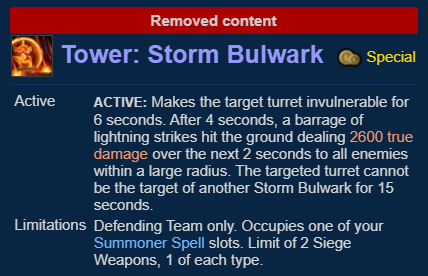 Removed content
Tower: Storm Bulwark Special
Active ACTIVE: Makes the target turret invulnerable for
6 seconds. After 4 seconds, a barrage of
lightning strikes hit the ground dealing 2600 true
damage over the next 2 seconds to all enemies
within a large radius. The targeted turret cannot
be the target of another Storm Bulwark for 15
seconds.
Limitations Defending Team only. Occupies one of your
Summoner Spell slots. Limit of 2 Siege
Weapons, 1 of each type.